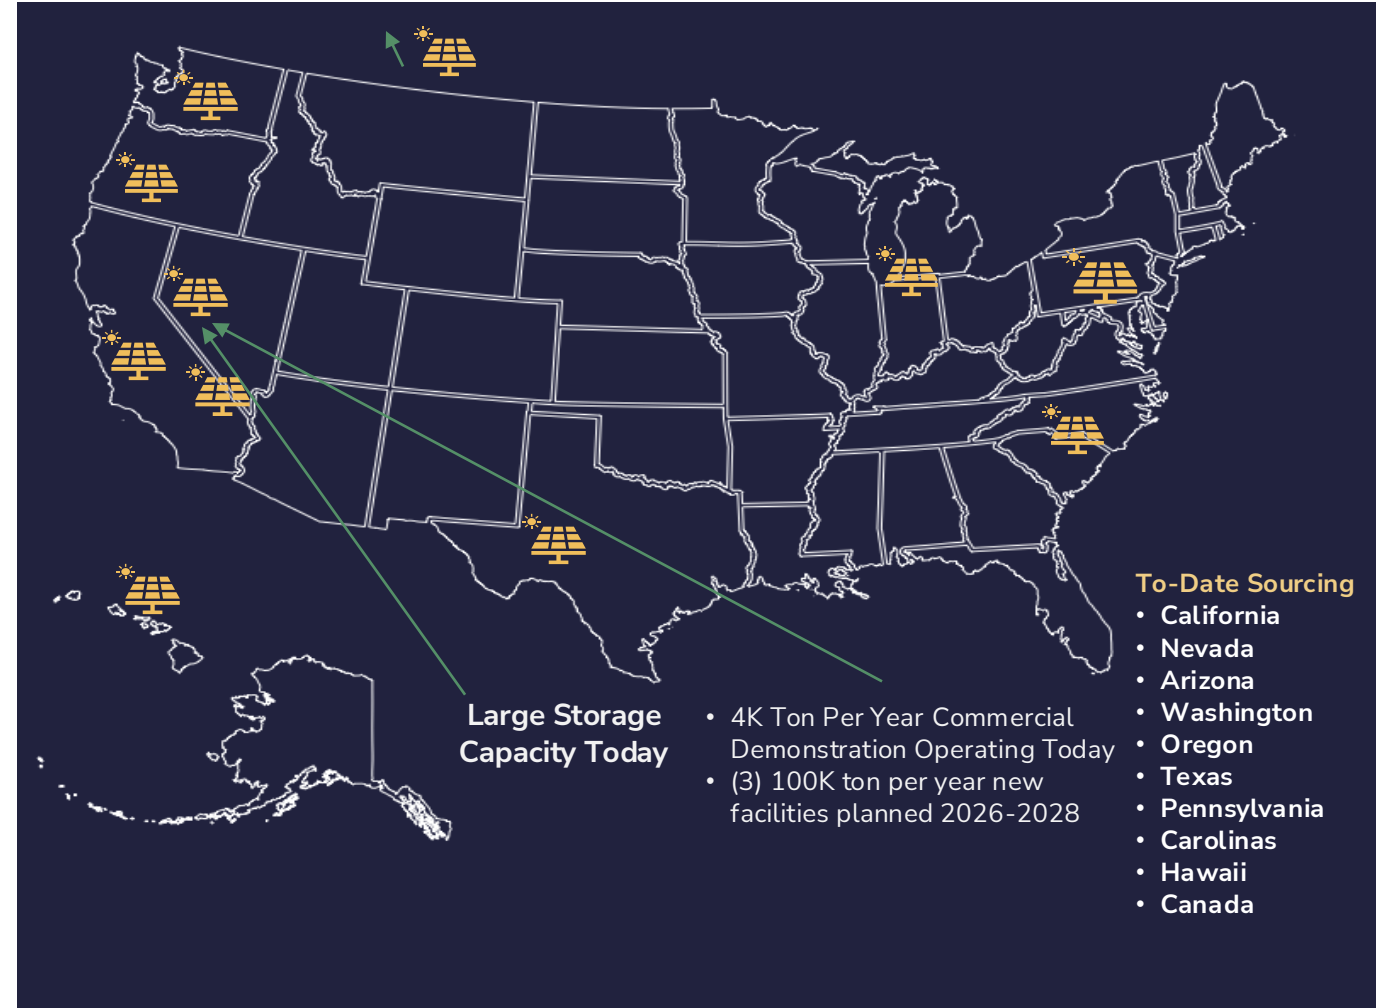 Large Storage
Capacity Today
• 4K Ton Per Year Commercial
Demonstration Operating Today
• (3) 100K ton per year new
facilities planned 2026-2028
To-Date Sourcing
• California
• Nevada
• Arizona
• Washington
• Oregon
• Texas
• Pennsylvania
• Carolinas
• Hawaii
• Canada